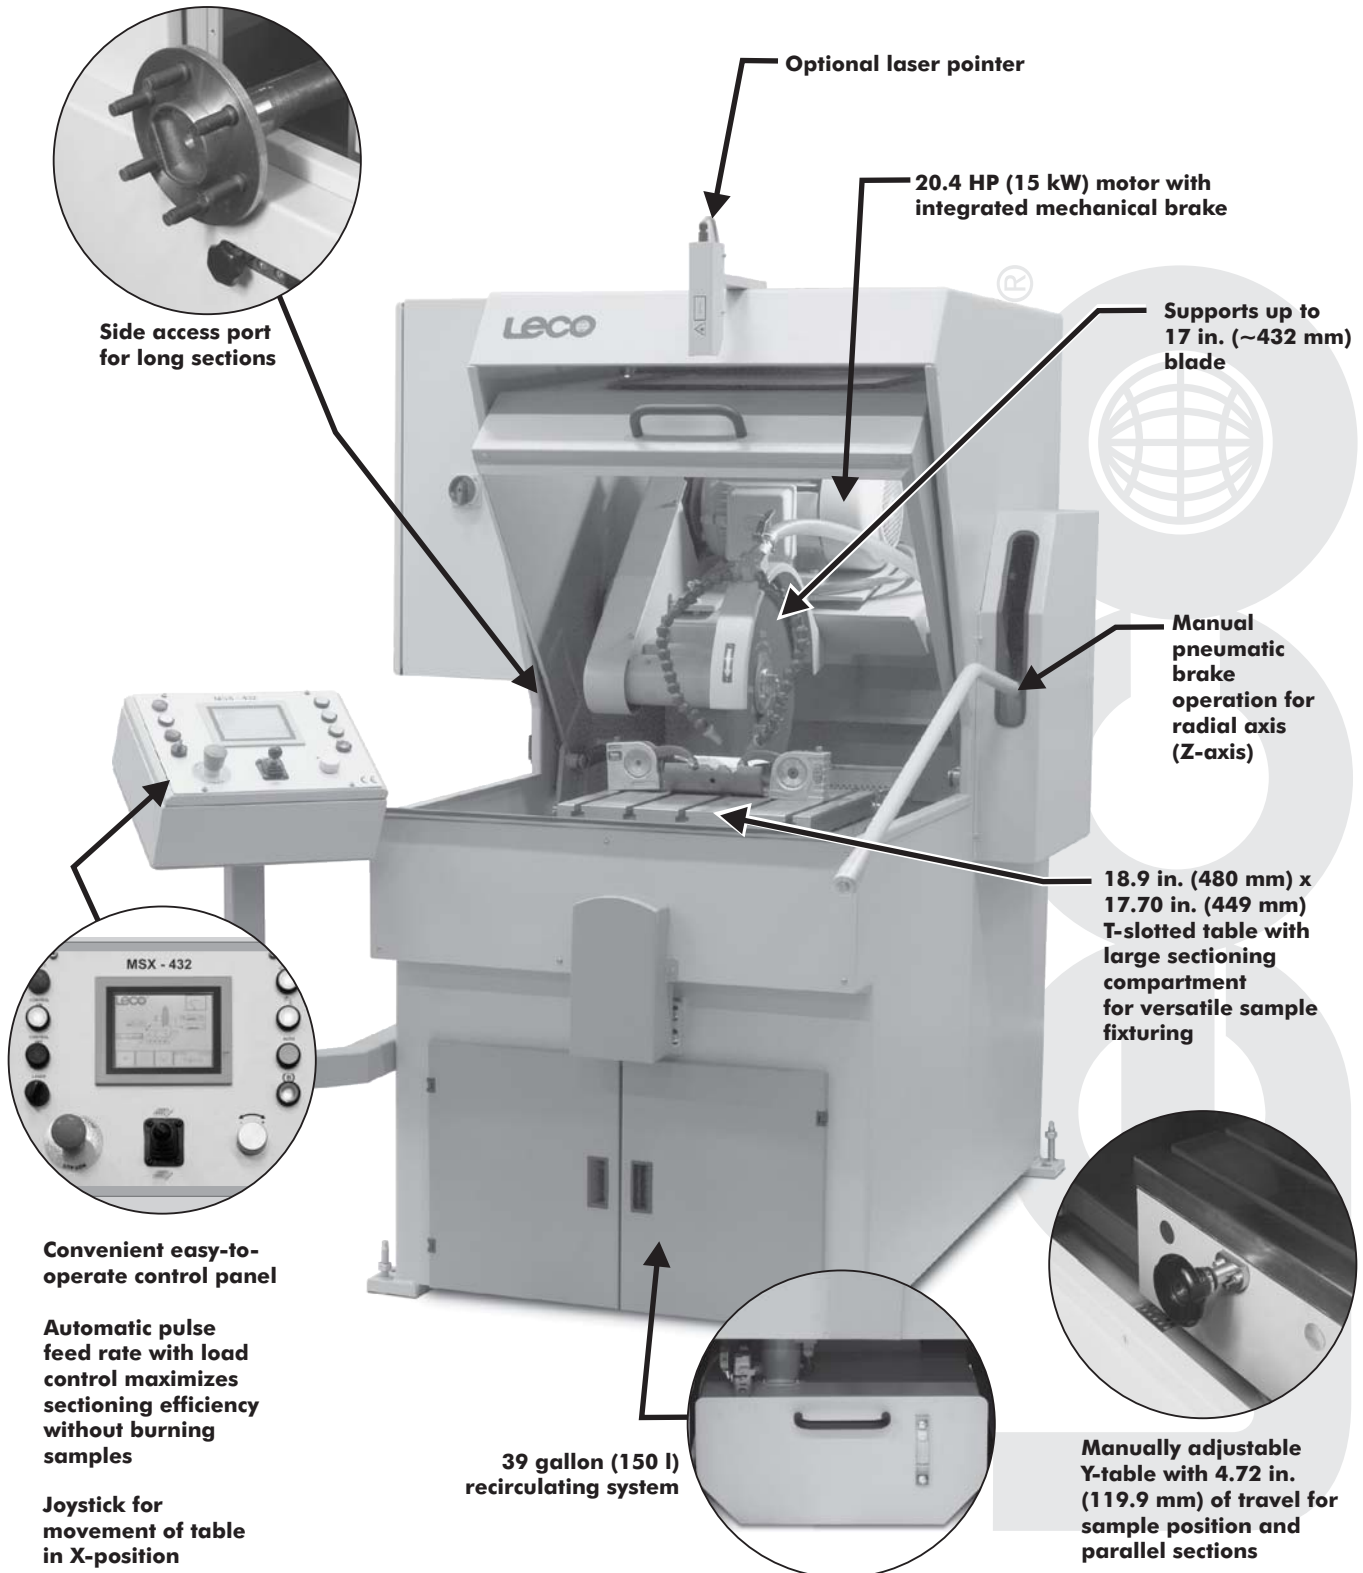 Optional laser pointer
20.4 HP (15 kW) motor with
integrated mechanical brake
®
Supports up to
17 in. (~432 mm)
blade
LECO
Side access port
for long sections
Manual
pneumatic
brake
operation for
radial axis
(Z-axis)
MSX - 432
18.9 in. (480 mm) x
17.70 in. (449 mm)
T-slotted table with
large sectioning
compartment
for versatile sample
fixturing
MSX - 432
LECO
Convenient easy-to-
operate control panel
Automatic pulse
feed rate with load
control maximizes
sectioning efficiency
without burning
samples
Joystick for
movement of table
in X-position
39 gallon (150 l)
recirculating system
Manually adjustable
Y-table with 4.72 in.
(119.9 mm) of travel for
sample position and
parallel sections